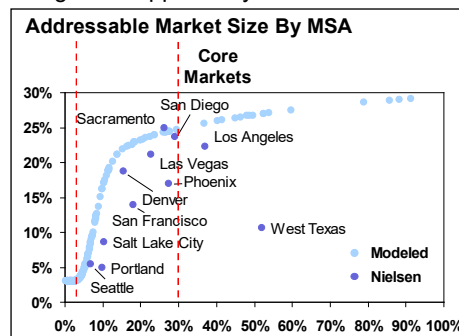 Addressable Market Size By MSA
Core
Markets
30%
25%
20%
15%
10%
5%
0%
Sacramento
San Diego
Los Angeles
Las Vegas
Phoenix
Denver
San Francisco
West Texas
Salt Lake City
Portland
Seattle
Modeled
Nielsen
0% 10% 20% 30% 40% 50% 60% 70% 80% 90% 100%